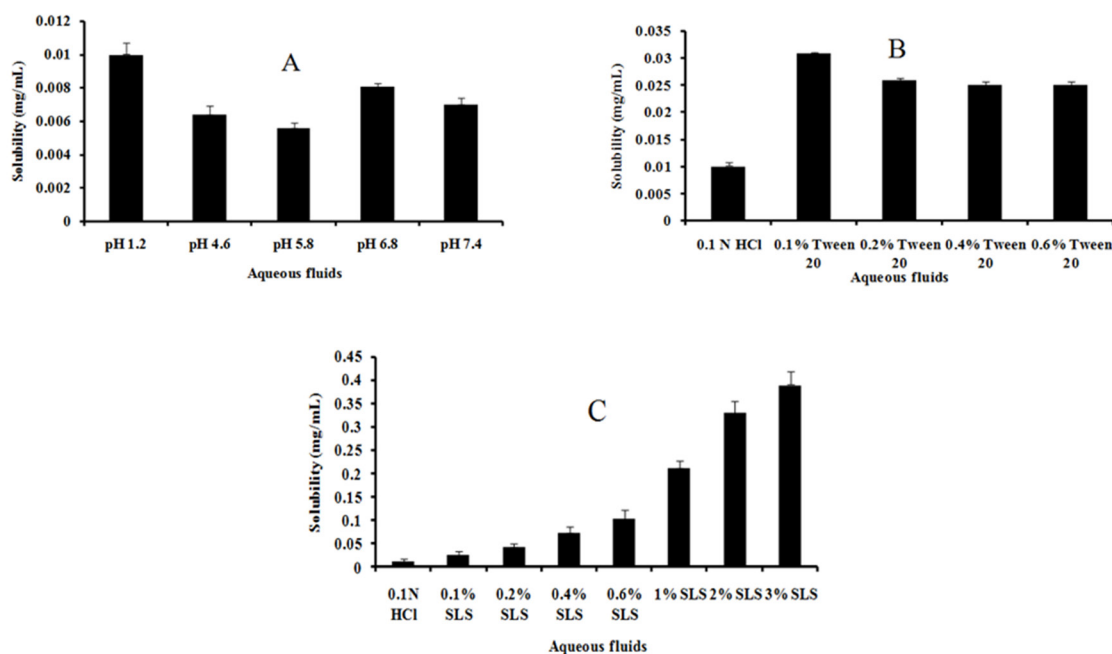 0.012
0.01
0.008
0.006
0.004
0.002
0
Solubility (mg/mL)
A
pH 1.2 pH 4.6 pH 5.8 pH 6.8 pH 7.4
Aqueous fluids
0.035
0.03
0.025
0.02
0.015
0.01
0.005
0
Solubility (mg/mL)
B
0.1 N HCl 0.1% Tween 0.2% Tween 0.4% Tween 0.6% Tween
20 20 20 20
Aqueous fluids
0.45
0.4
0.35
0.3
0.25
0.2
0.15
0.1
0.05
0
Solubility (mg/mL)
C
0.1N 0.1% 0.2% 0.4% 0.6% 1% SLS 2% SLS 3% SLS
HCl SLS SLS SLS SLS
Aqueous fluids